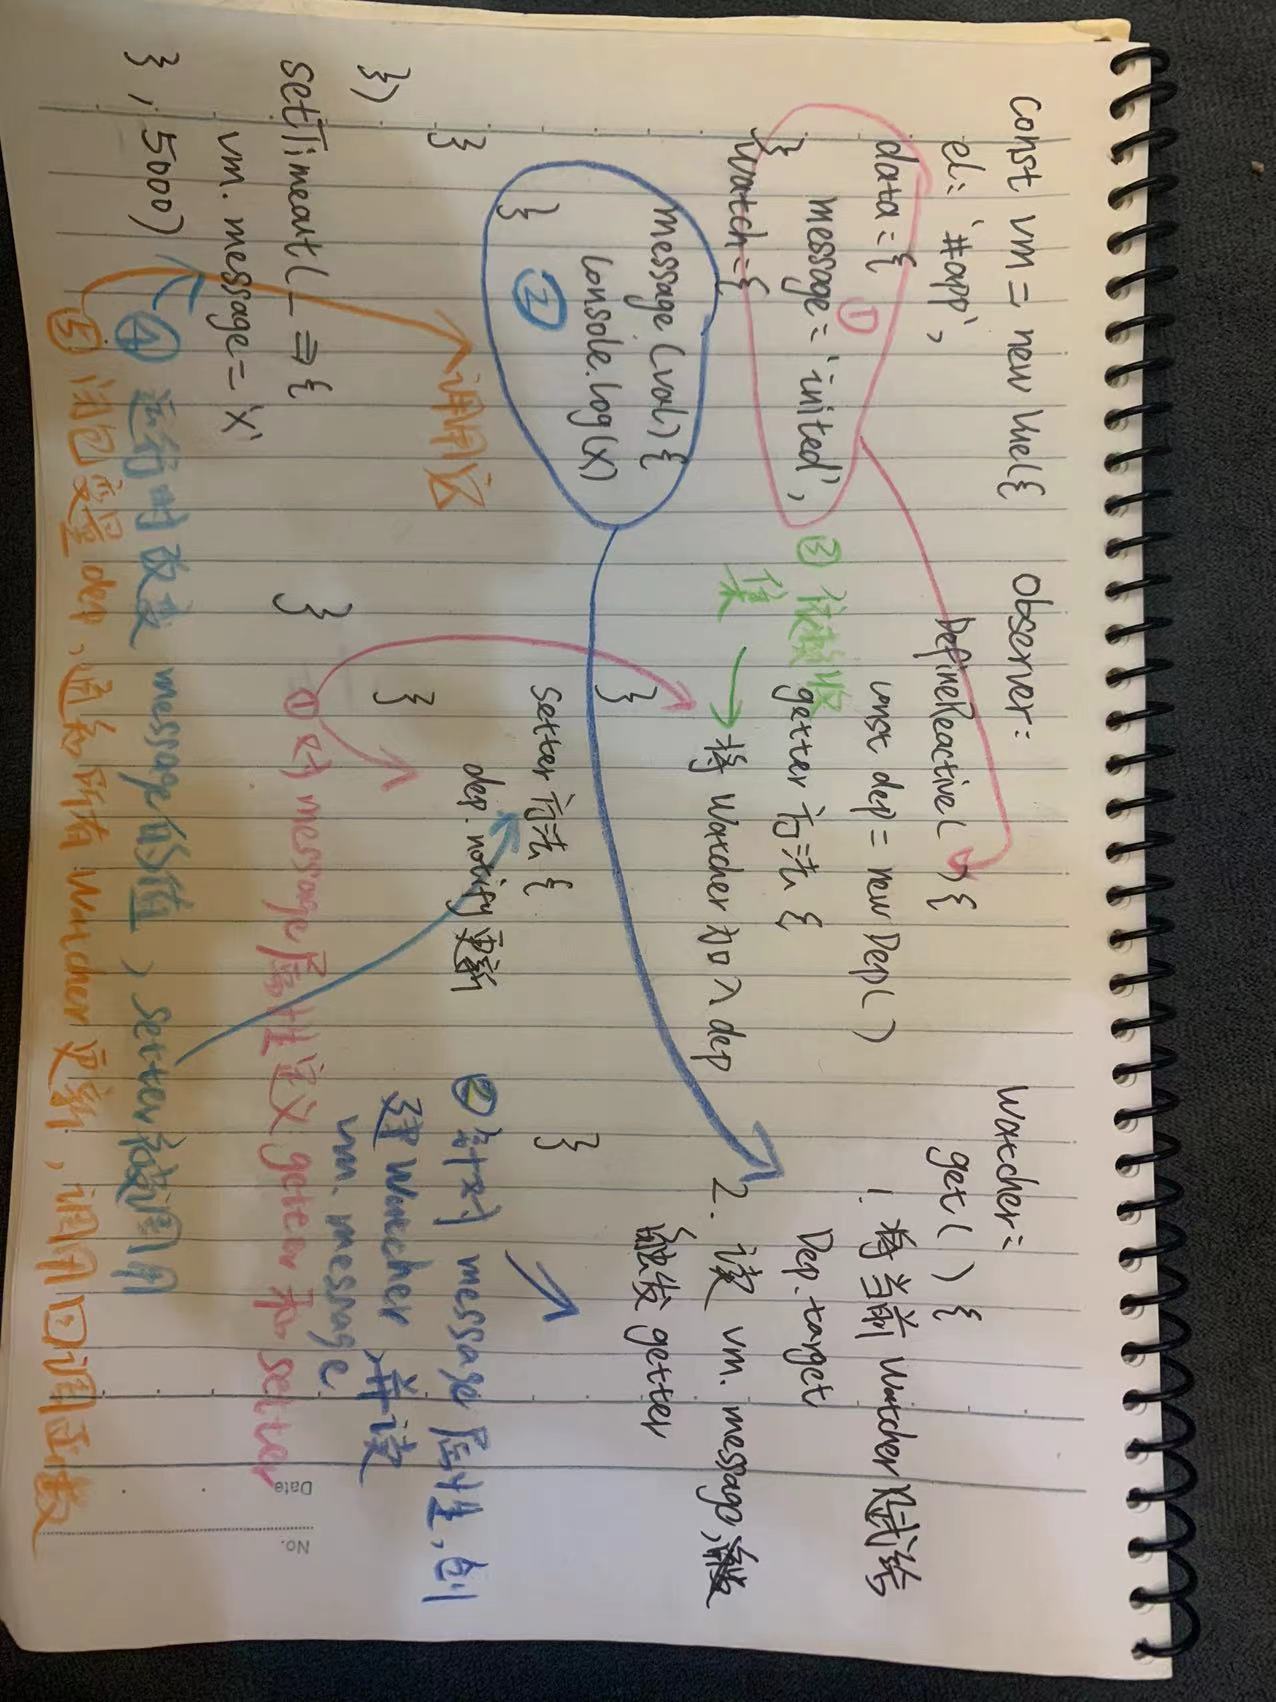 const vm = new Vue({
el: '#app',
data = {
①
message = 'inited',
}
watch = {
message (val) {
console.log(x)
}
②
}
})
调用它
setTimeout( _ => {
vm. message = 'x'
} , 5000)
Observer:
DefineReactive( ) {
const dep = new Dep( )
getter 方法 {
③ 依赖收
集
将 Watcher 加入 dep
}
setter 方法 {
dep. notify 更新
}
}
Watcher:
get( ) {
1. 将当前 Watcher 赋给
Dep. target
2. 读 vm. message,
触发 getter
}
② 针对 message 属性, 创
建 Watcher, 并读
vm. message
① 对 message 属性定义 getter 和 setter
④ 运行时改变 message 的值, setter 被调用
⑤ 闭包变量 dep, 通知所有 Watcher 更新, 调用回调函数
No.
Date